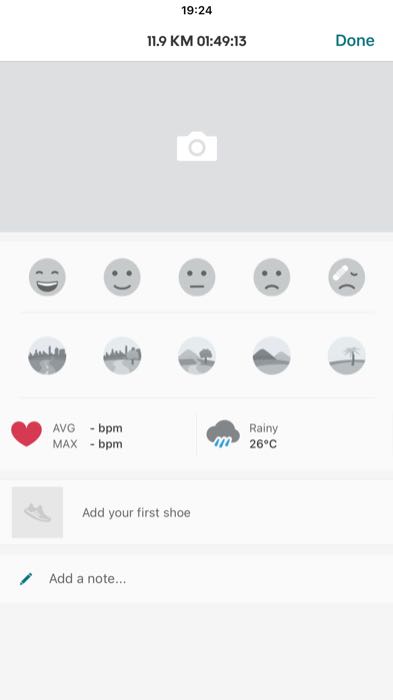 19:24
11.9 KM 01:49:13
Done
AVG - bpm
MAX - bpm
Rainy
26°C
Add your first shoe
Add a note...